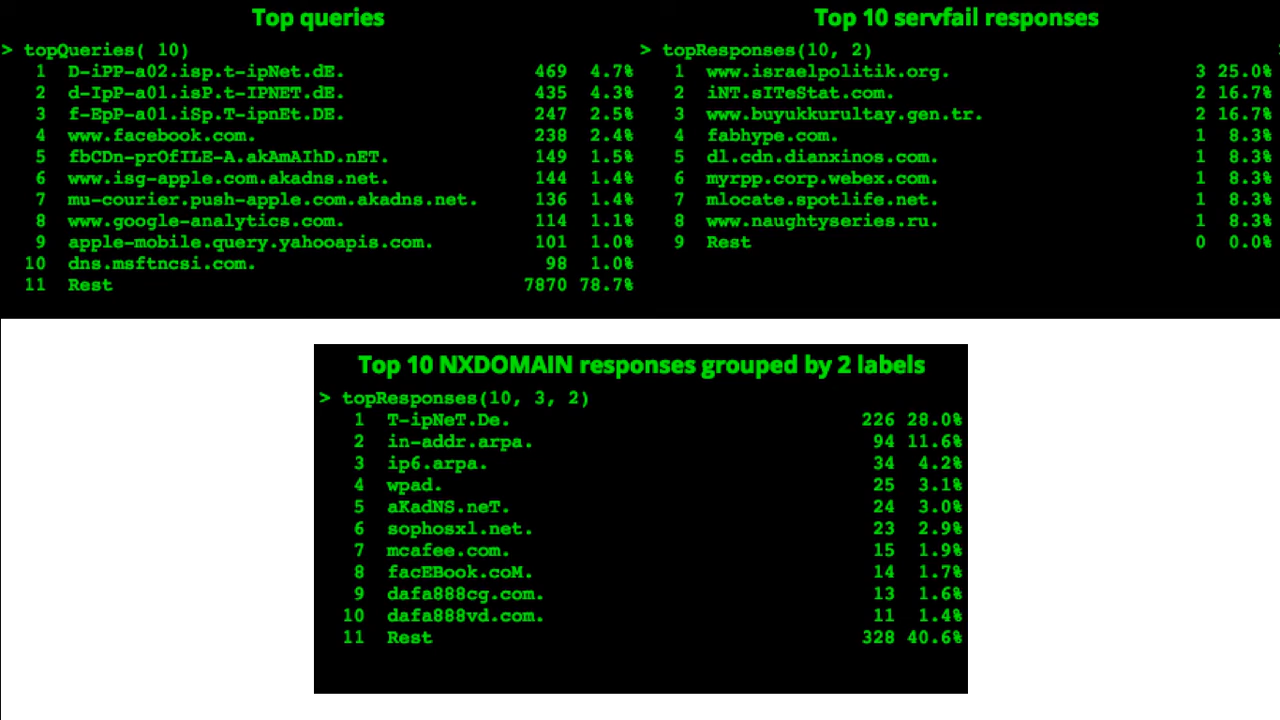 Top queries
> topQueries( 10)
1 D-iPP-a02.isp.t-ipNet.dE. 469 4.7%
2 d-IpP-a01.isP.t-IPNET.dE. 435 4.3%
3 f-EpP-a01.iSp.T-ipnEt.DE. 247 2.5%
4 www.facebook.com. 238 2.4%
5 fbCDn-prOfILE-A.akAmAIhD.nET. 149 1.5%
6 www.isg-apple.com.akadns.net. 144 1.4%
7 mu-courier.push-apple.com.akadns.net. 136 1.4%
8 www.google-analytics.com. 114 1.1%
9 apple-mobile.query.yahooapis.com. 101 1.0%
10 dns.msftncsi.com. 98 1.0%
11 Rest 7870 78.7%
Top 10 servfail responses
> topResponses(10, 2)
1 www.israelpolitik.org. 3 25.0%
2 iNT.sITeStat.com. 2 16.7%
3 www.buyukkurultay.gen.tr. 2 16.7%
4 fabhype.com. 1 8.3%
5 dl.cdn.dianxinos.com. 1 8.3%
6 myrpp.corp.webex.com. 1 8.3%
7 mlocate.spotlife.net. 1 8.3%
8 www.naughtyseries.ru. 1 8.3%
9 Rest 0 0.0%
Top 10 NXDOMAIN responses grouped by 2 labels
> topResponses(10, 3, 2)
1 T-ipNeT.De. 226 28.0%
2 in-addr.arpa. 94 11.6%
3 ip6.arpa. 34 4.2%
4 wpad. 25 3.1%
5 aKadNS.neT. 24 3.0%
6 sophosxl.net. 23 2.9%
7 mcafee.com. 15 1.9%
8 facEBook.coM. 14 1.7%
9 dafa888cg.com. 13 1.6%
10 dafa888vd.com. 11 1.4%
11 Rest 328 40.6%